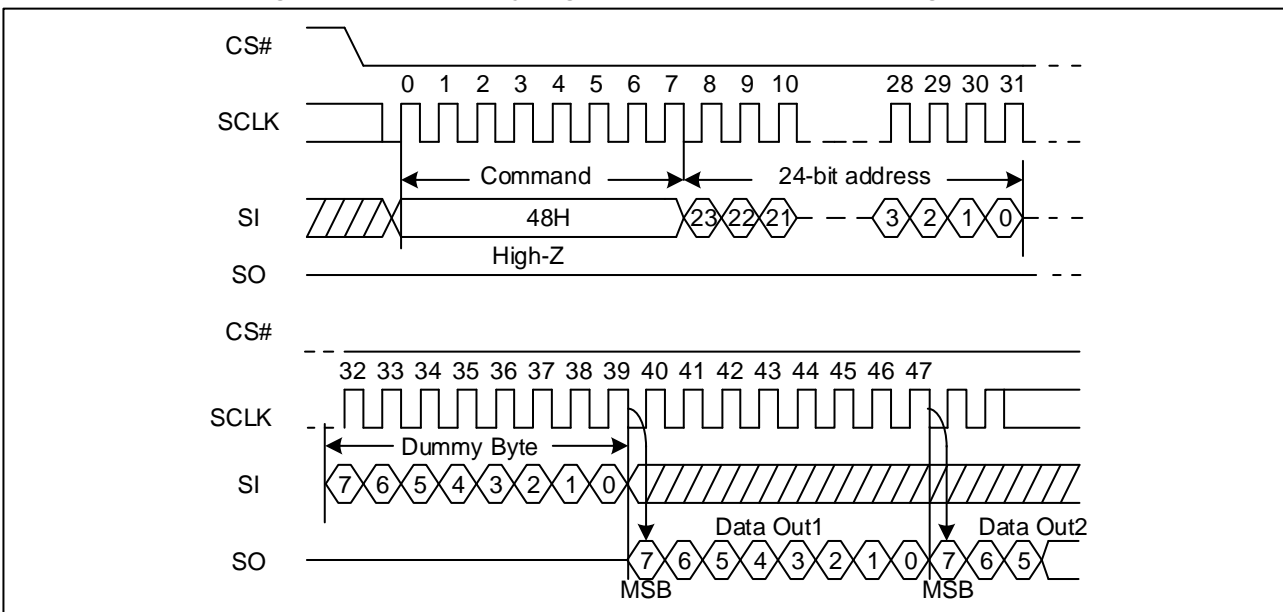 CS#
0 1 2 3 4 5 6 7 8 9 10 28 29 30 31
SCLK
Command 24-bit address
SI 48H 23 22 21 3 2 1 0
High-Z
SO
CS#
32 33 34 35 36 37 38 39 40 41 42 43 44 45 46 47
SCLK
Dummy Byte
SI 7 6 5 4 3 2 1 0
Data Out1 Data Out2
SO 7 6 5 4 3 2 1 0 7 6 5
MSB MSB